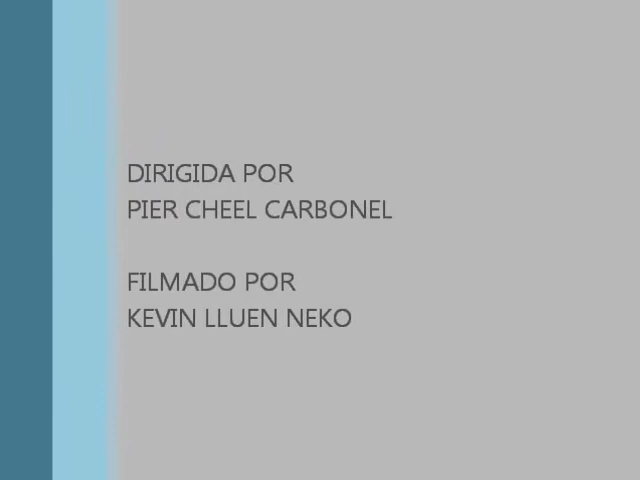 DIRIGIDA POR
PIER CHEEL CARBONEL
FILMADO POR
KEVIN LLUEN NEKO